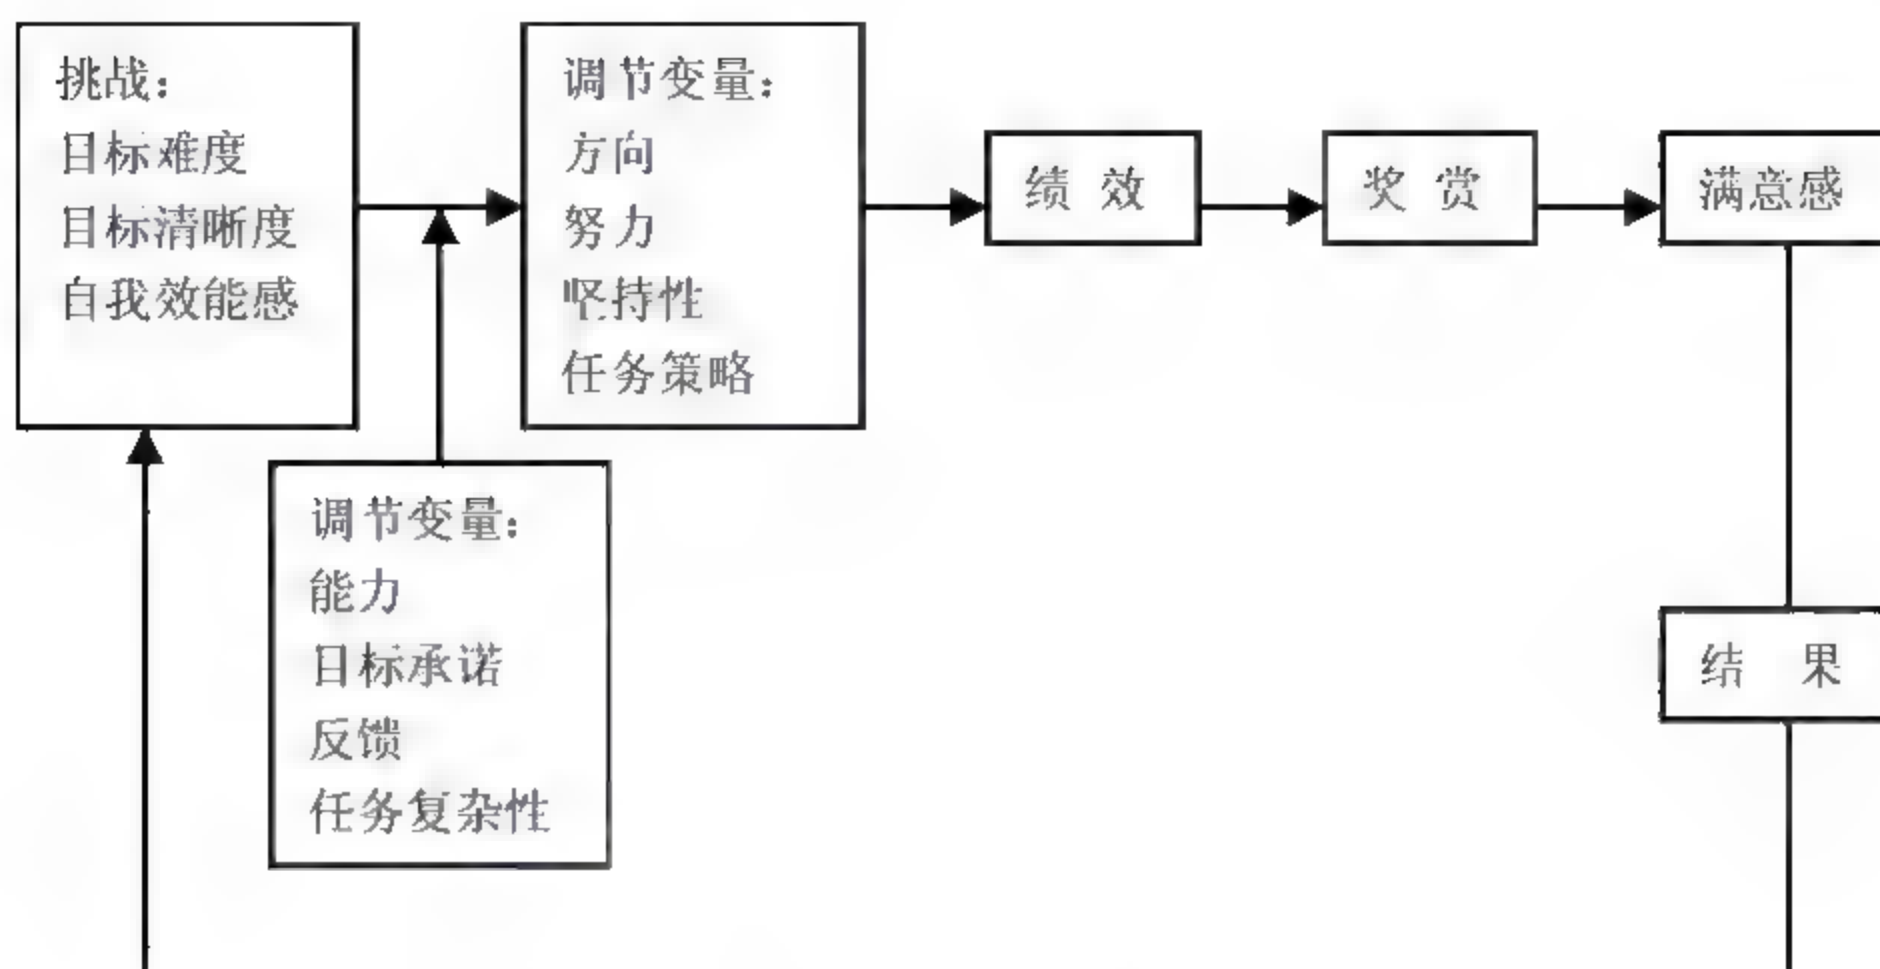 挑战：
目标难度
目标清晰度
自我效能感
调节变量：
方向
努力
坚持性
任务策略
绩 效
奖 赏
满意感
调节变量：
能力
目标承诺
反馈
任务复杂性
结 果